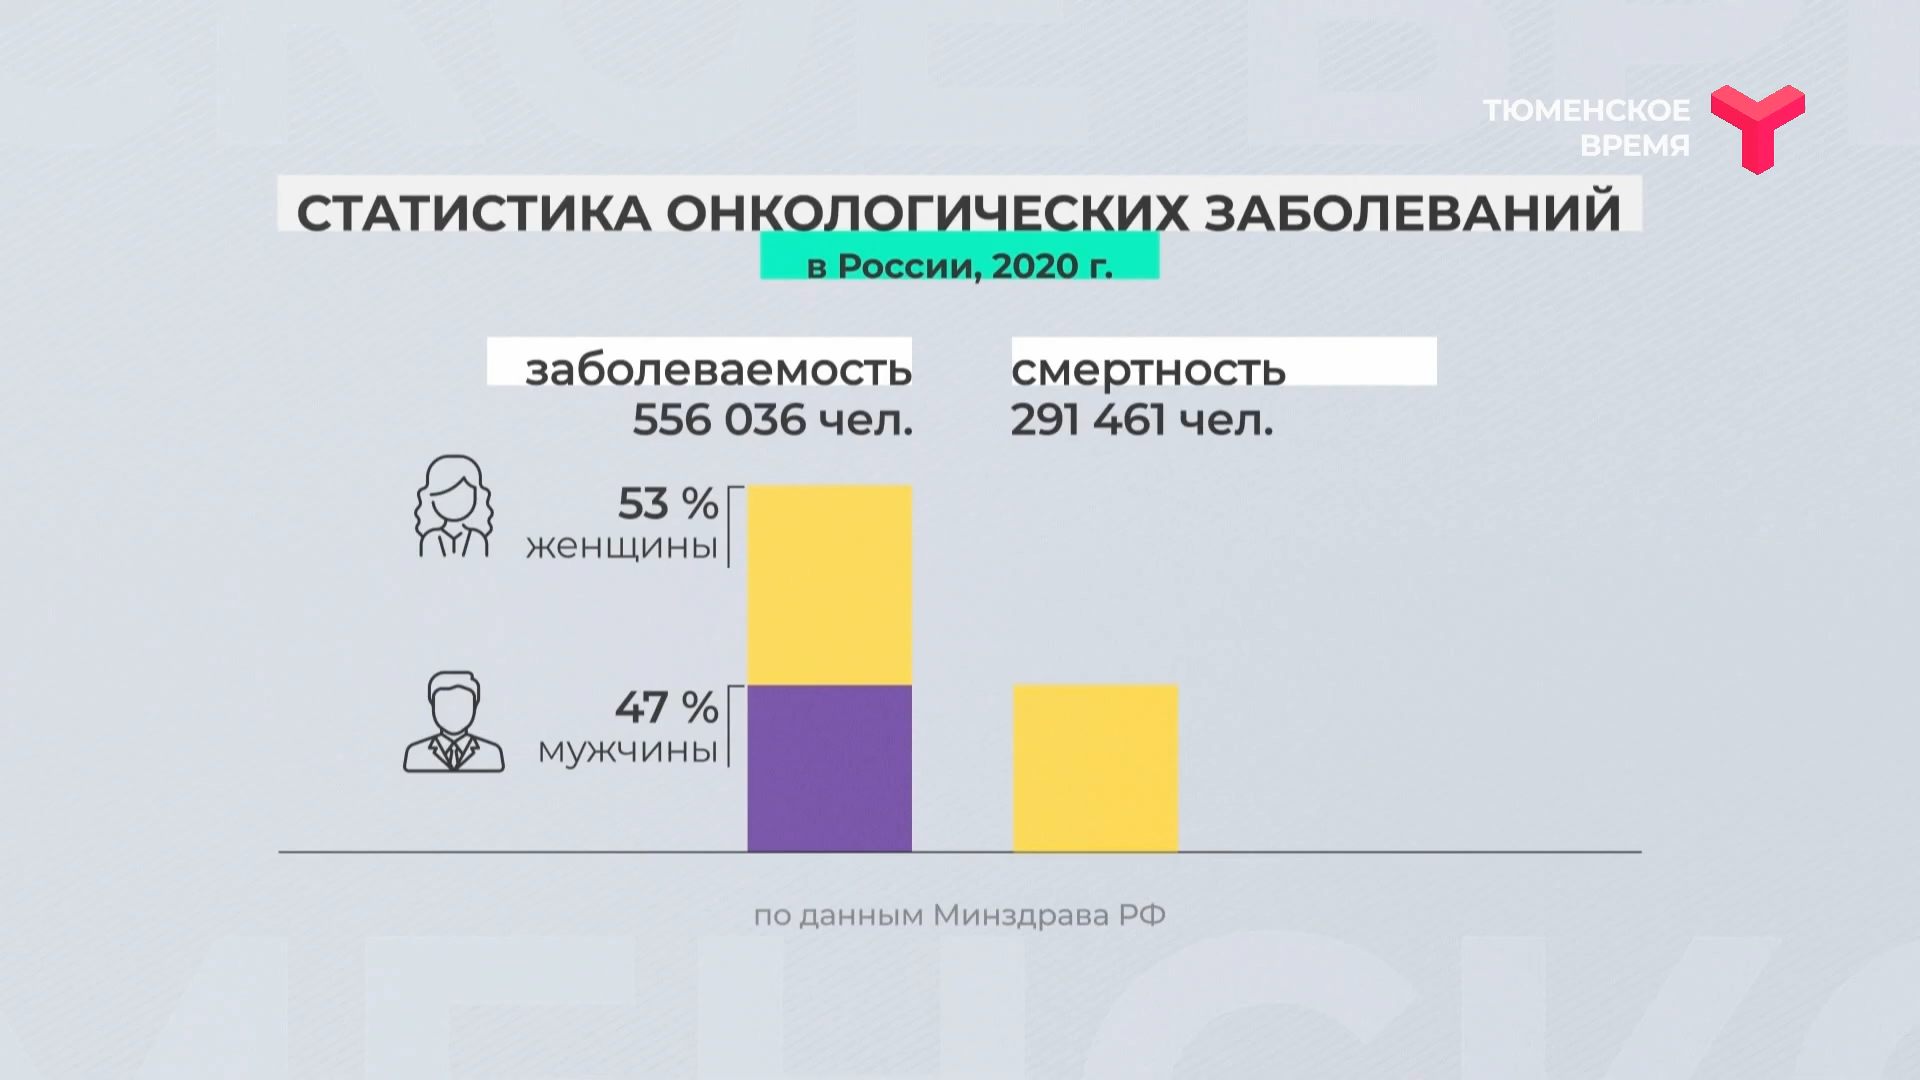 ТЮМЕНСКОЕ
ВРЕМЯ
СТАТИСТИКА ОНКОЛОГИЧЕСКИХ ЗАБОЛЕВАНИЙ
в России, 2020 г.
заболеваемость
556 036 чел.
смертность
291 461 чел.
53 %
женщины
47 %
мужчины
по данным Минздрава РФ